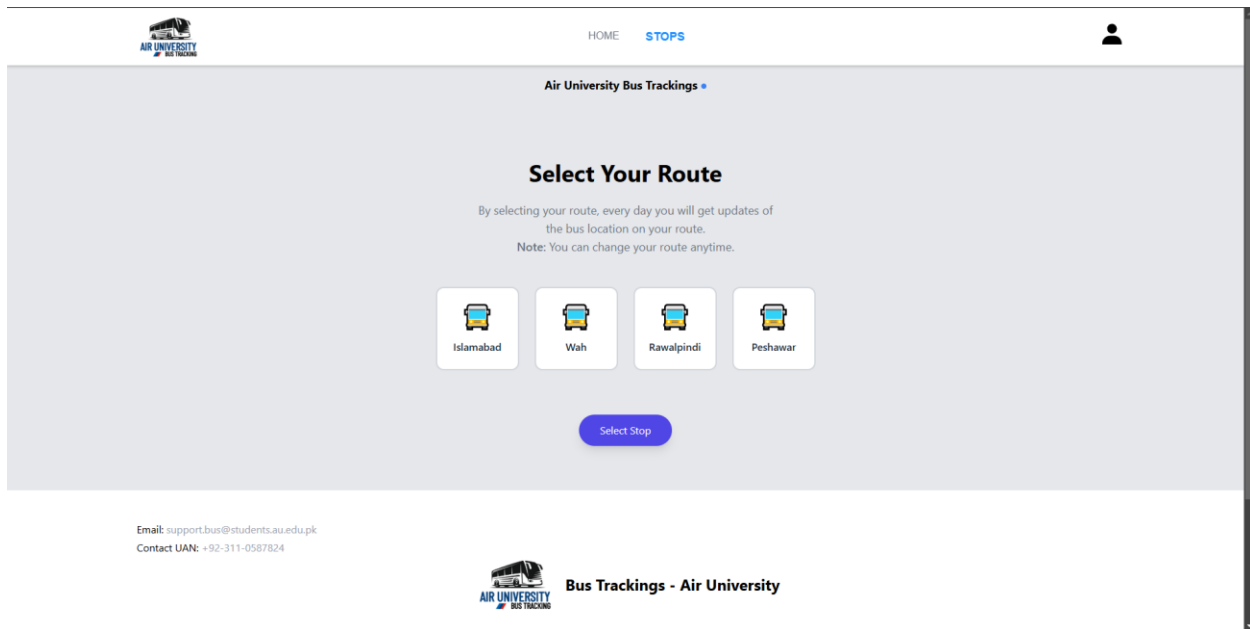 AIR UNIVERSITY
BUS TRACKING
HOME STOPS
Air University Bus Trackings
Select Your Route
By selecting your route, every day you will get updates of
the bus location on your route.
Note: You can change your route anytime.
Islamabad Wah Rawalpindi Peshawar
Select Stop
Email: support.bus@students.au.edu.pk
Contact UAN: +92-311-0587824
AIR UNIVERSITY
BUS TRACKING
Bus Trackings - Air University